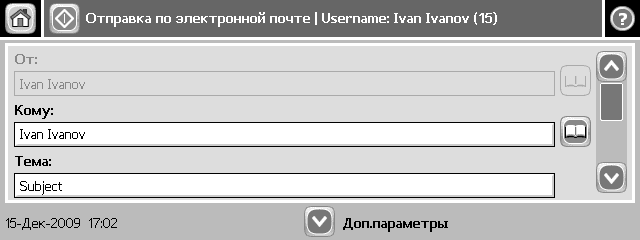 Отправка по электронной почте | Username: Ivan Ivanov (15)
От:
Ivan Ivanov
Кому:
Ivan Ivanov
Тема:
Subject
15-Дек-2009 17:02
Доп.параметры